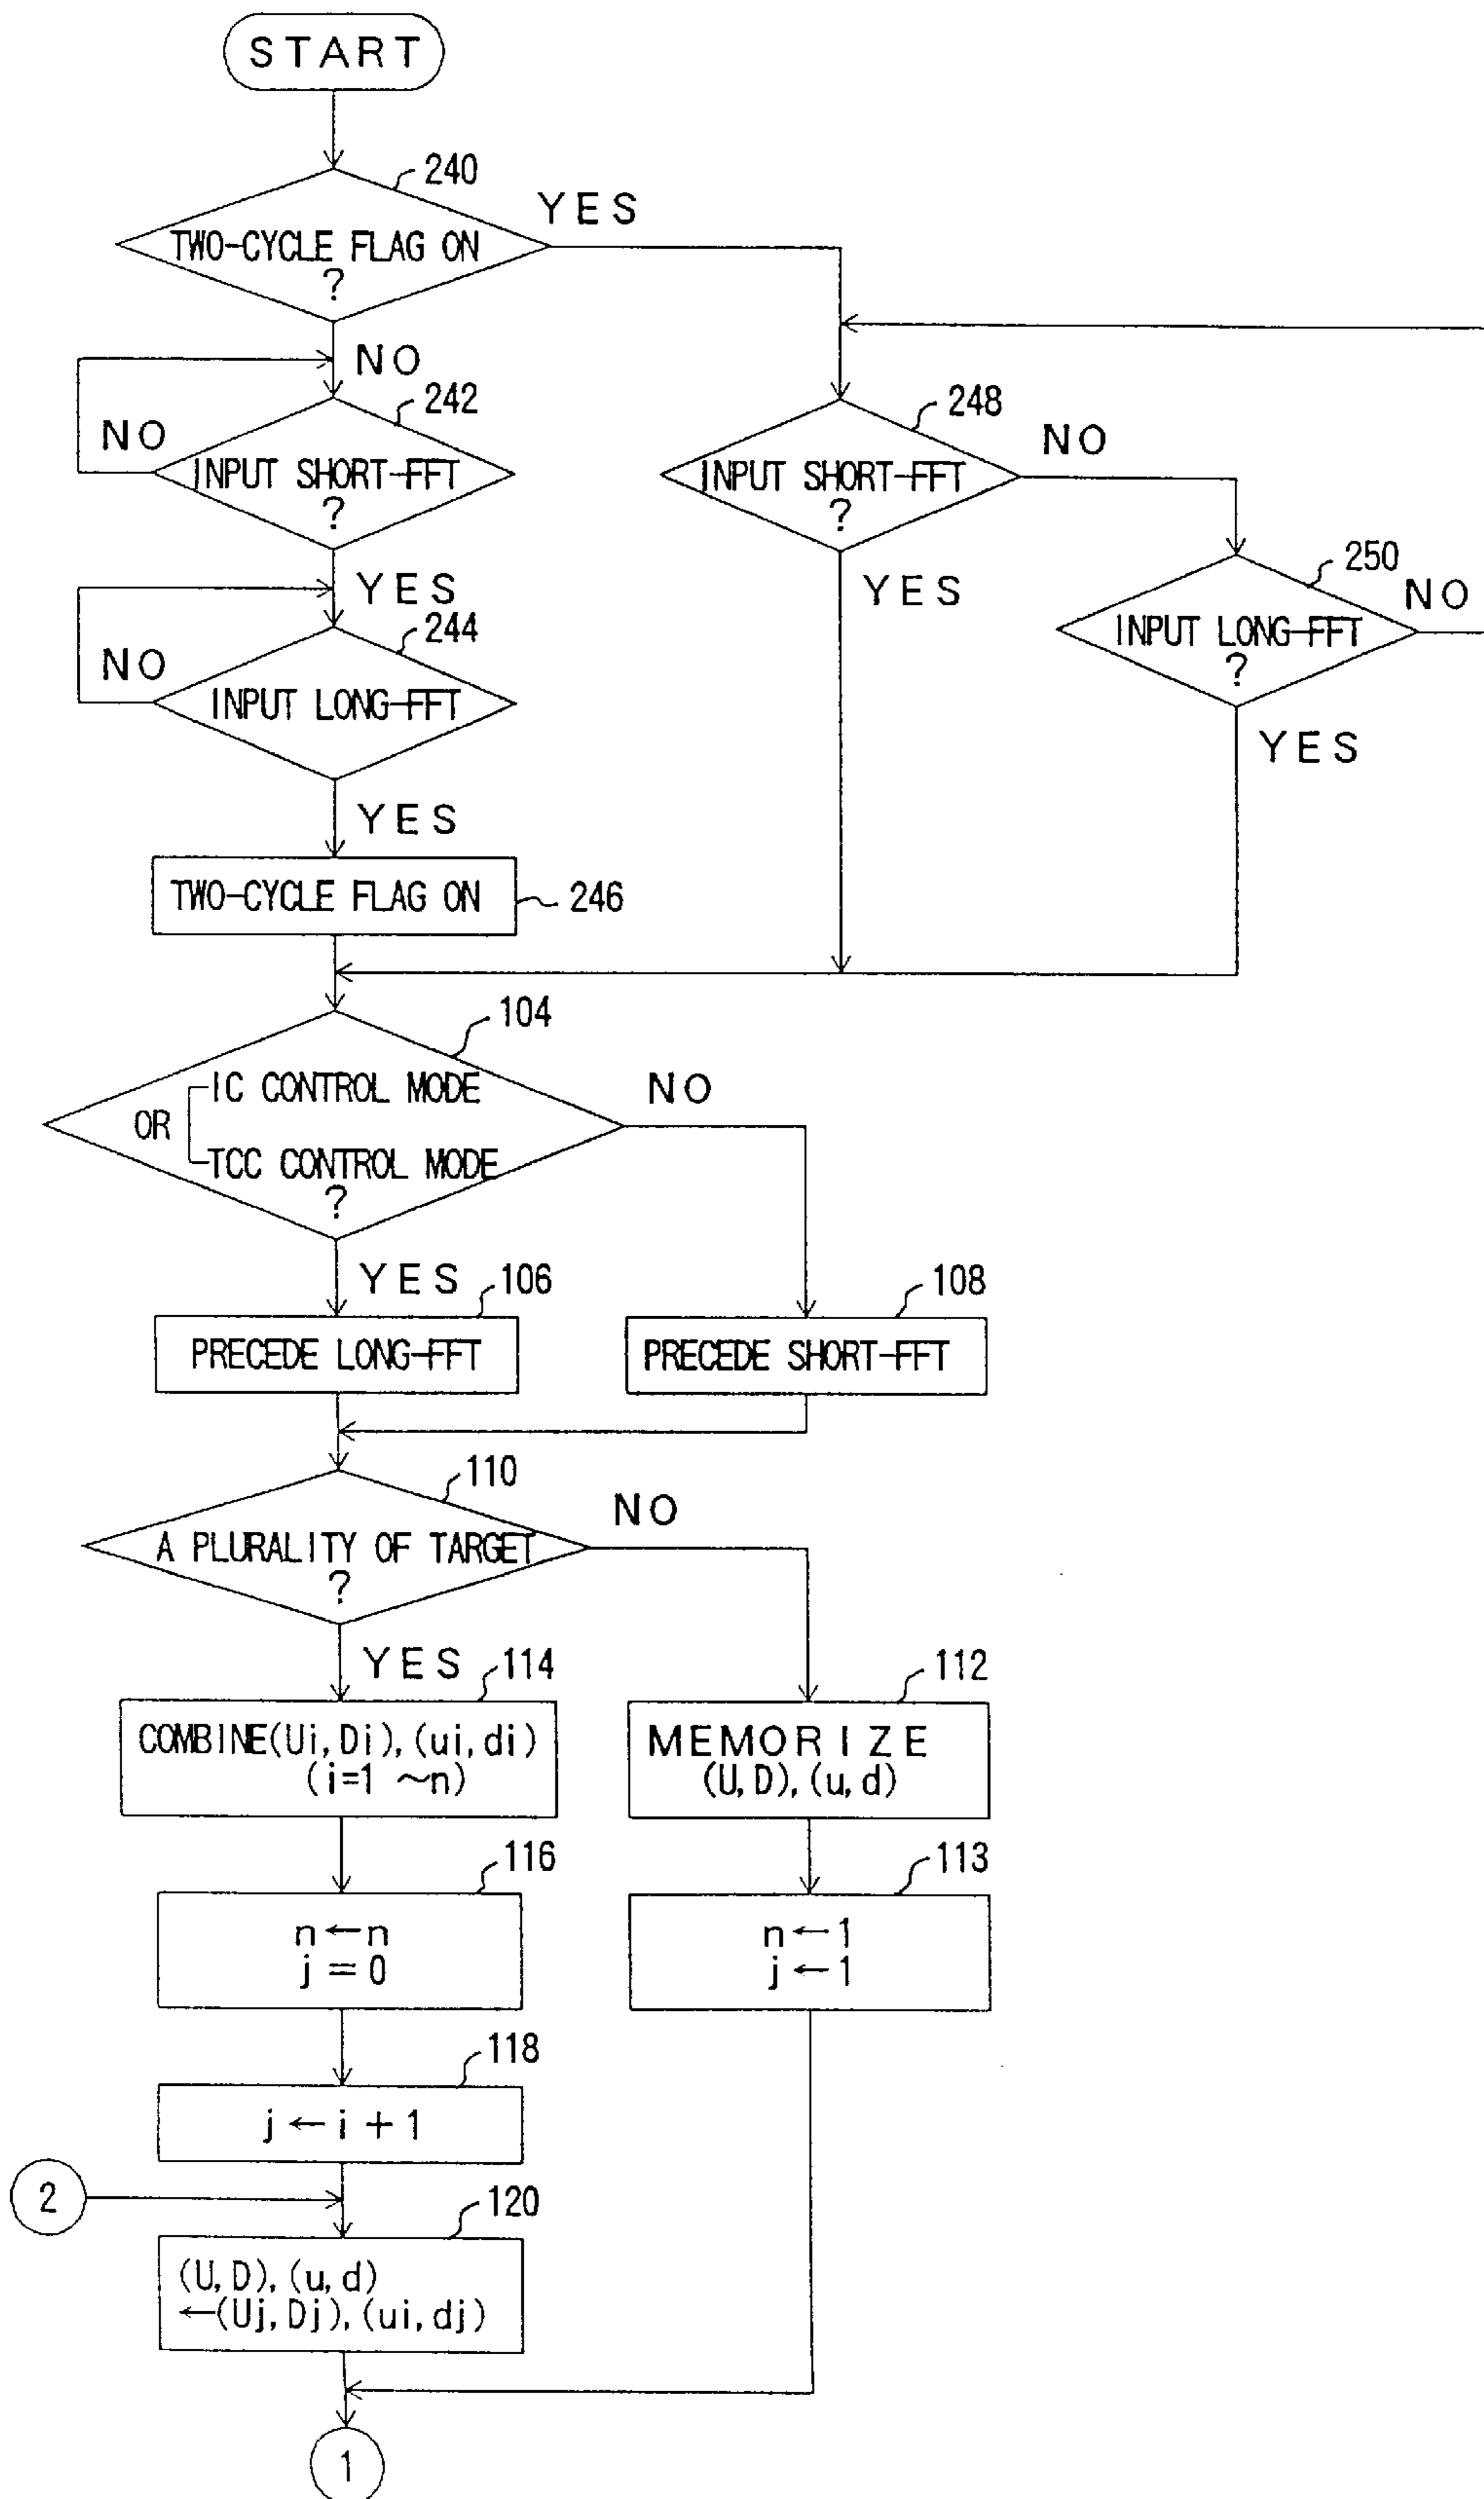 START
240
YES
TWO-CYCLE FLAG ON
?
NO
242
NO
INPUT SHORT-FFT
?
248
NO
INPUT SHORT-FFT
?
YES
244
NO
INPUT LONG-FFT
YES
250
NO
INPUT LONG-FFT
?
YES
YES
TWO-CYCLE FLAG ON
246
104
IC CONTROL MODE
OR
TCC CONTROL MODE
?
NO
YES
106
108
PRECEDE LONG-FFT
PRECEDE SHORT-FFT
110
NO
A PLURALITY OF TARGET
?
YES
114
112
COMBINE(Ui,Di),(ui,di)
(i=1 ~n)
MEMORIZE
(U,D),(u,d)
116
113
n←n
j=0
n←1
j←1
118
j←i+1
2
120
(U,D),(u,d)
←(Uj,Dj),(ui,dj)
1